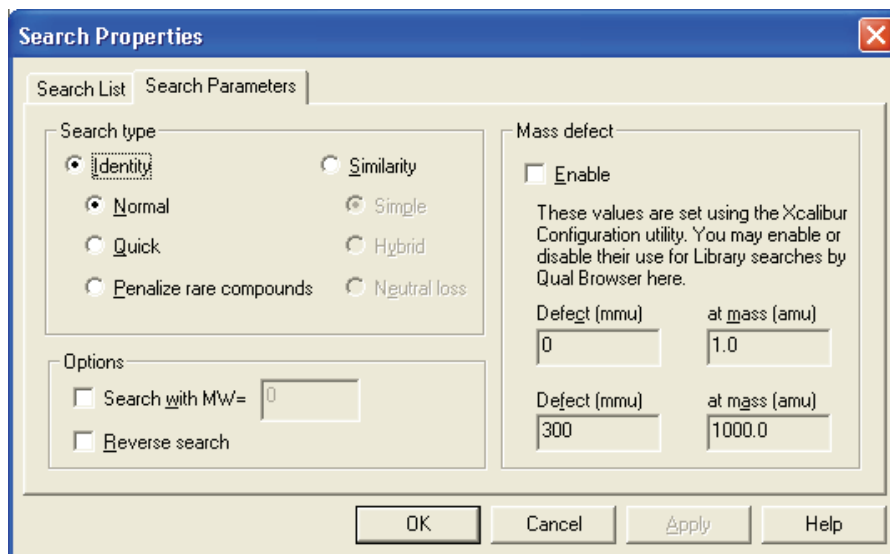 Search Properties
Search List
Search Parameters
Search type
Identity
Similarity
Normal
Simple
Quick
Hybrid
Penalize rare compounds
Neutral loss
Options
Search with MW=
0
Reverse search
Mass defect
Enable
These values are set using the Xcalibur
Configuration utility. You may enable or
disable their use for Library searches by
Qual Browser here.
Defect (mmu)
at mass (amu)
0
1.0
Defect (mmu)
at mass (amu)
300
1000.0
OK
Cancel
Apply
Help